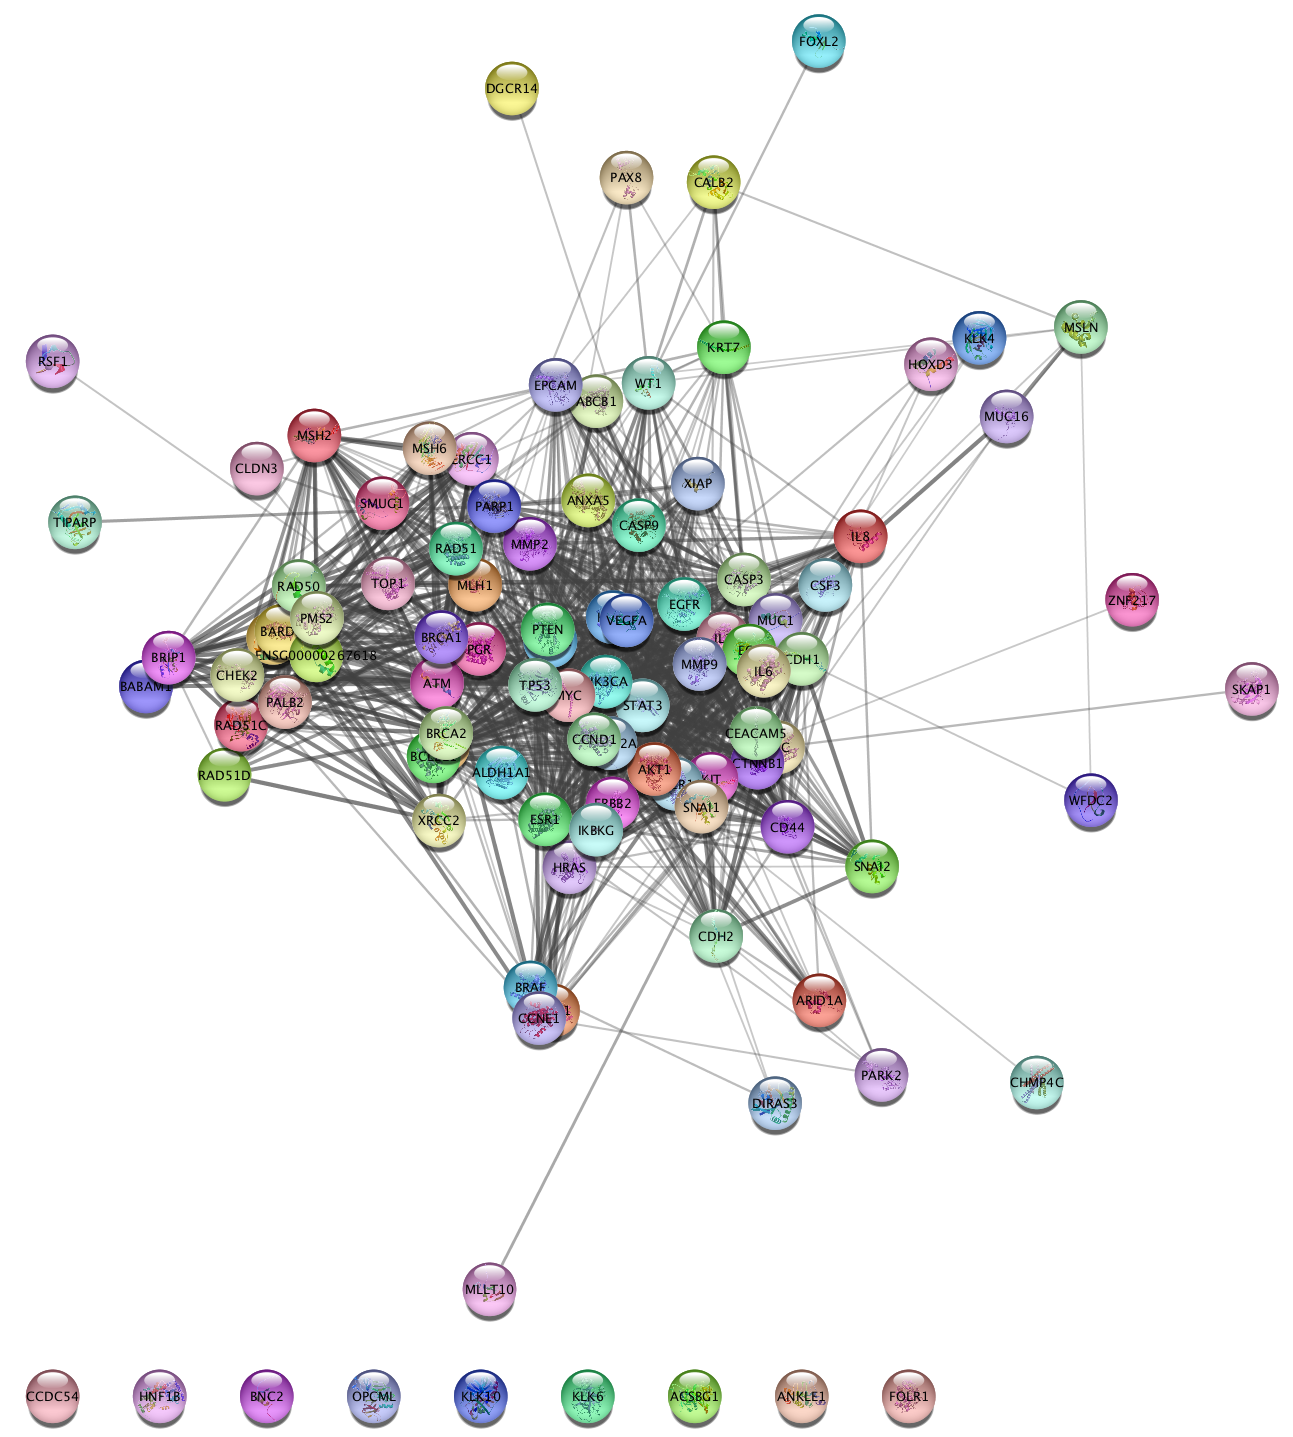 FOXL2
DGCR14
PAX8
CALB2
MSLN
KLK4
KRT7
RSF1
HOXD3
WT1
EPCAM
ABCB1
MUC16
MSH2
MSH6
ERCC1
CLDN3
XIAP
ANXA5
SMUG1
PARP1
TIPARP
CASP9
IL8
MMP2
RAD51
CASP3
TOP1
MLH1
RAD50
CSF3
ZNF217
EGFR
PMS2
VEGFA
MUC1
PTEN
BARD
BRCA1
PGR
ENSG00000267618
BRIP1
CDH1
MMP9
IL6
CHEK2
BABAM1
ATM
TP53
SKAP1
PALB2
MYC
STAT3
RAD51C
BRCA2
CEACAM5
CCND1
CTNNB1
AKT1
ALDH1A1
RAD51D
WFDC2
ERBB2
SNAI1
XRCC2
ESR1
CD44
IKBKG
SNAI2
HRAS
CDH2
BRAF
ARID1A
CCNE1
PARK2
CHMP4C
DIRAS3
MLLT10
CCDC54
HNF1B
BNC2
OPCML
KLK10
KLK6
ACSBG1
ANKLE1
FOLR1